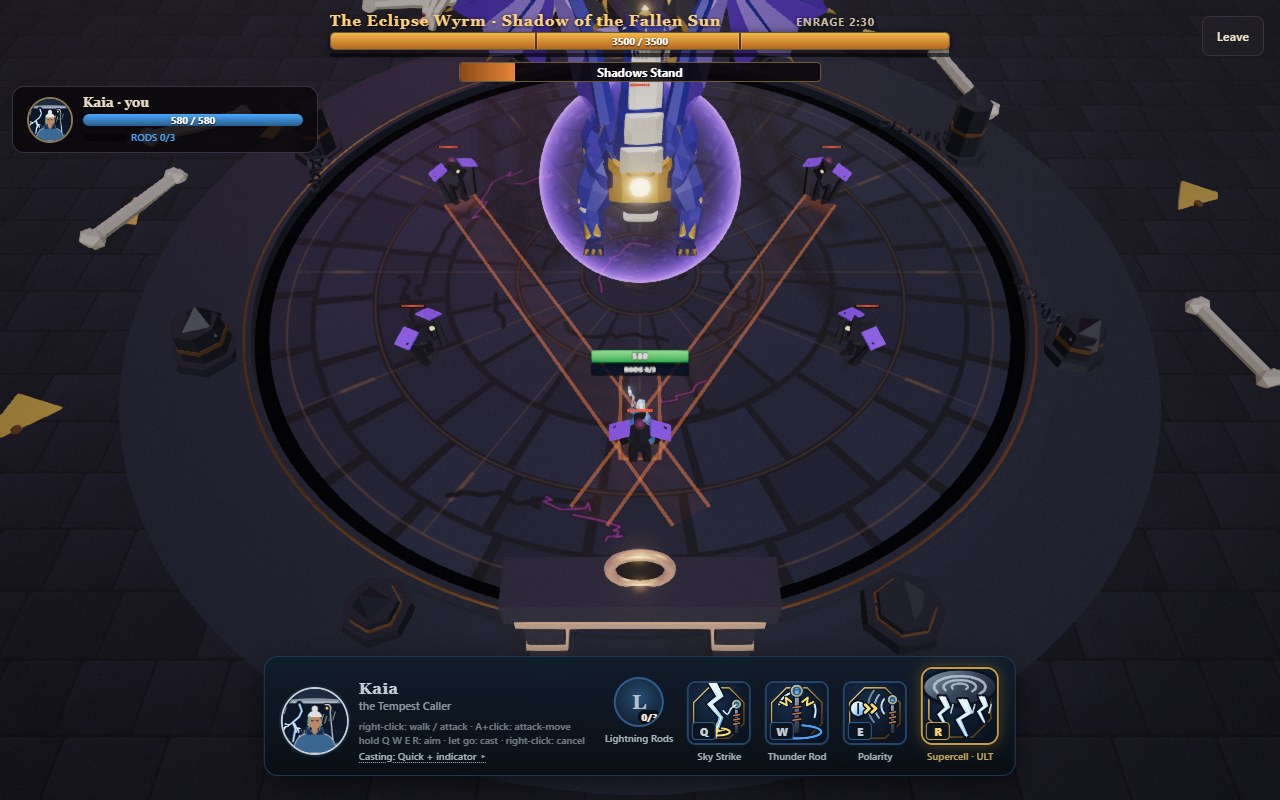 The Eclipse Wyrm · Shadow of the Fallen Sun
ENRAGE 2:30
3500 / 3500
Leave
Shadows Stand
Kaia · you
580 / 580
RODS 0/3
580
RODS 0/3
Kaia
the Tempest Caller
right-click: walk / attack · A+click: attack-move
hold Q W E R: aim · let go: cast · right-click: cancel
Casting: Quick + indicator
L
0/3
Lightning Rods
Q
Sky Strike
W
Thunder Rod
E
Polarity
R
Supercell · ULT